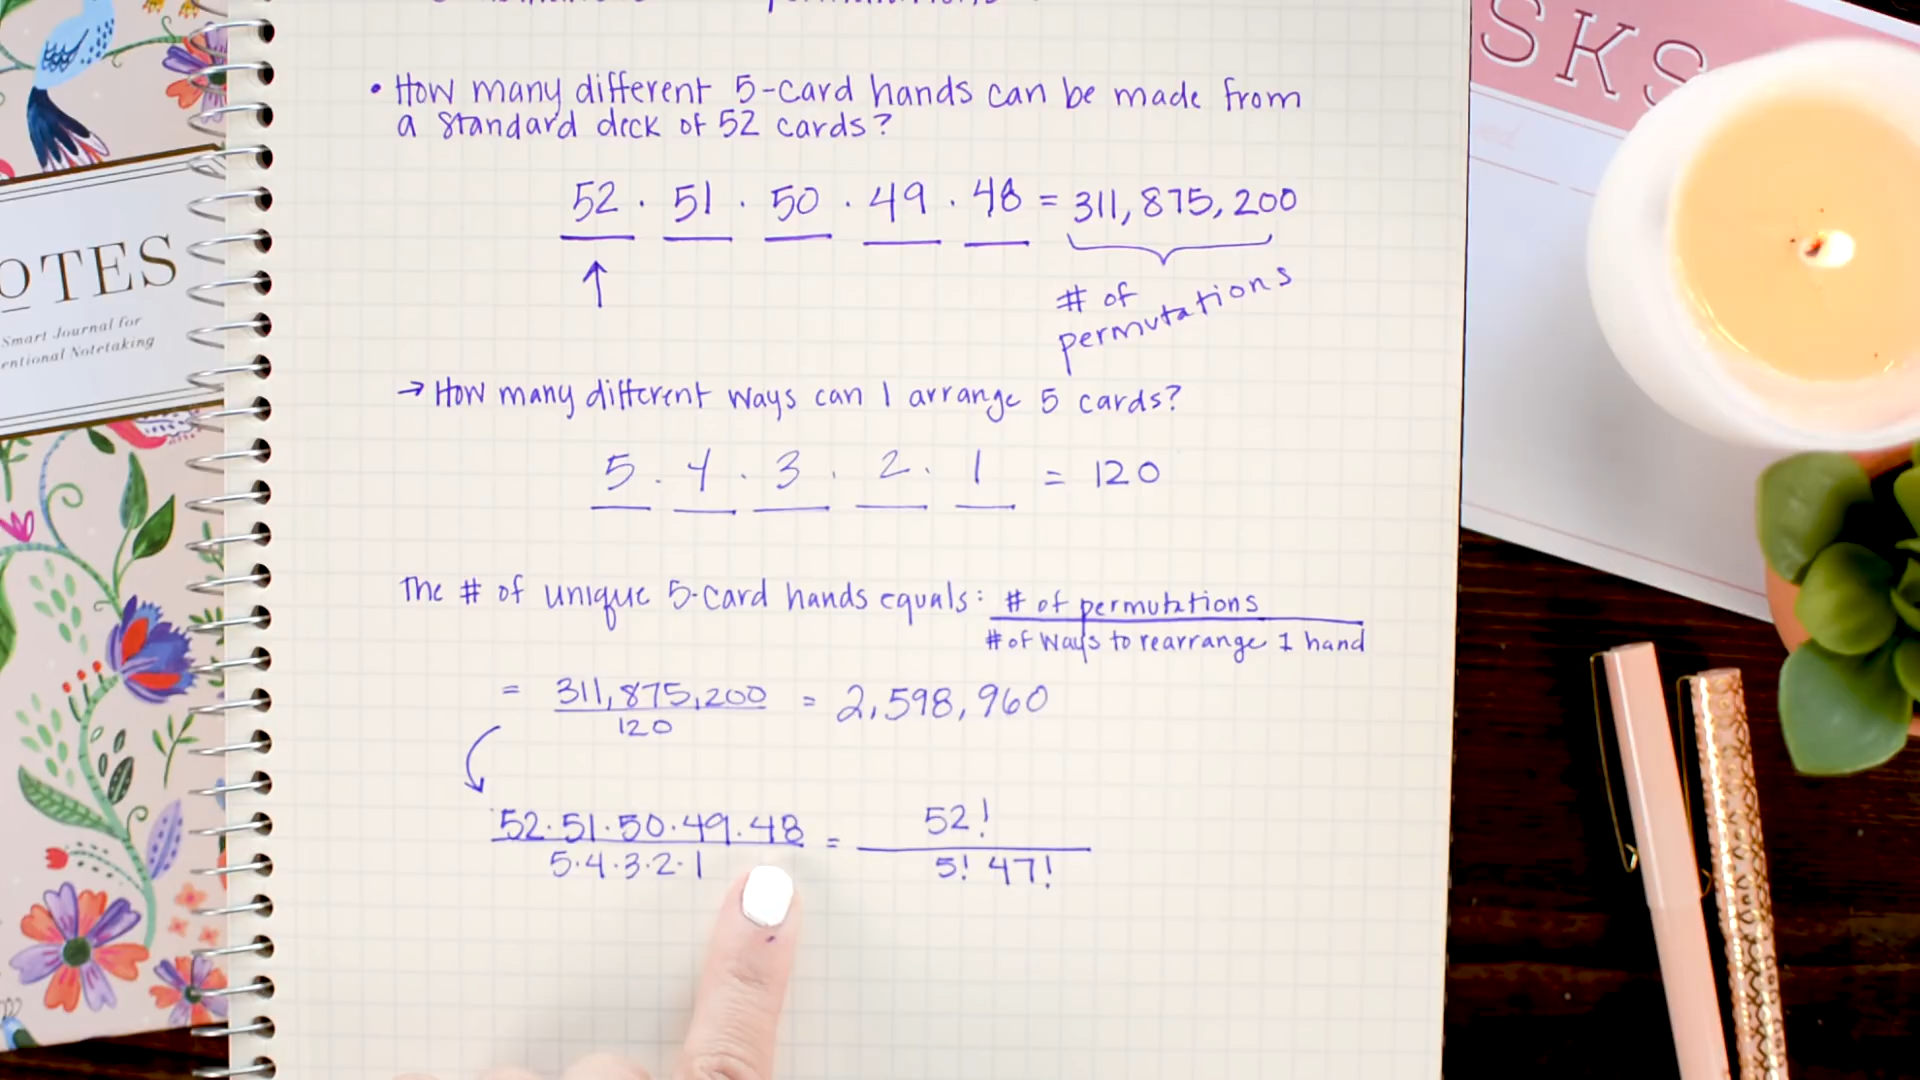 SKS
• How many different 5-card hands can be made from
a standard deck of 52 cards?
52 · 51 · 50 · 49 · 48 = 311,875,200
↑
# of
permutations
→ How many different ways can I arrange 5 cards?
5 · 4 · 3 · 2 · 1 = 120
The # of unique 5-card hands equals: # of permutations
# of ways to rearrange 1 hand
= 311,875,200 = 2,598,960
120
52·51·50·49·48 = 52!
5·4·3·2·1 5! 47!
OTES
Smart Journal for
entional Notetaking